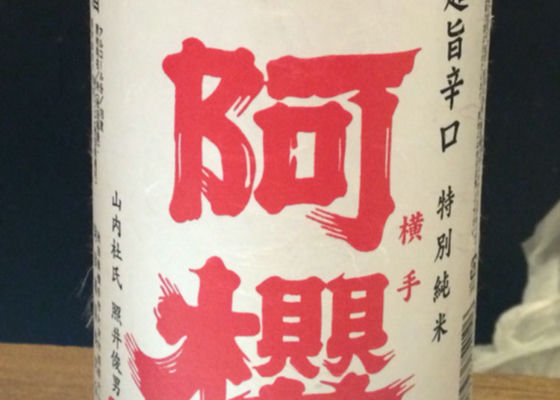 超旨辛口
特別純米
横手
阿櫻
山内杜氏 照井俊男